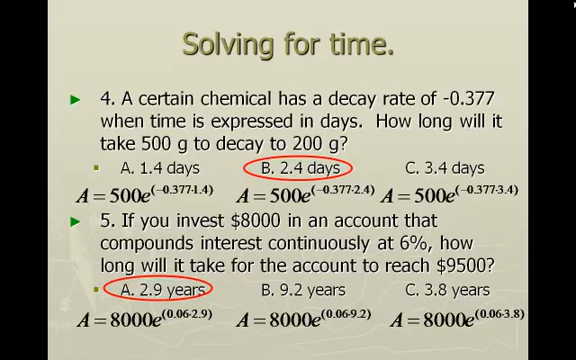 Solving for time.
► 4. A certain chemical has a decay rate of -0.377
when time is expressed in days. How long will it
take 500 g to decay to 200 g?
▪ A. 1.4 days B. 2.4 days C. 3.4 days
A = 500e^(−0.377·1.4) A = 500e^(−0.377·2.4) A = 500e^(−0.377·3.4)
► 5. If you invest $8000 in an account that
compounds interest continuously at 6%, how
long will it take for the account to reach $9500?
▪ A. 2.9 years B. 9.2 years C. 3.8 years
A = 8000e^(0.06·2.9) A = 8000e^(0.06·9.2) A = 8000e^(0.06·3.8)